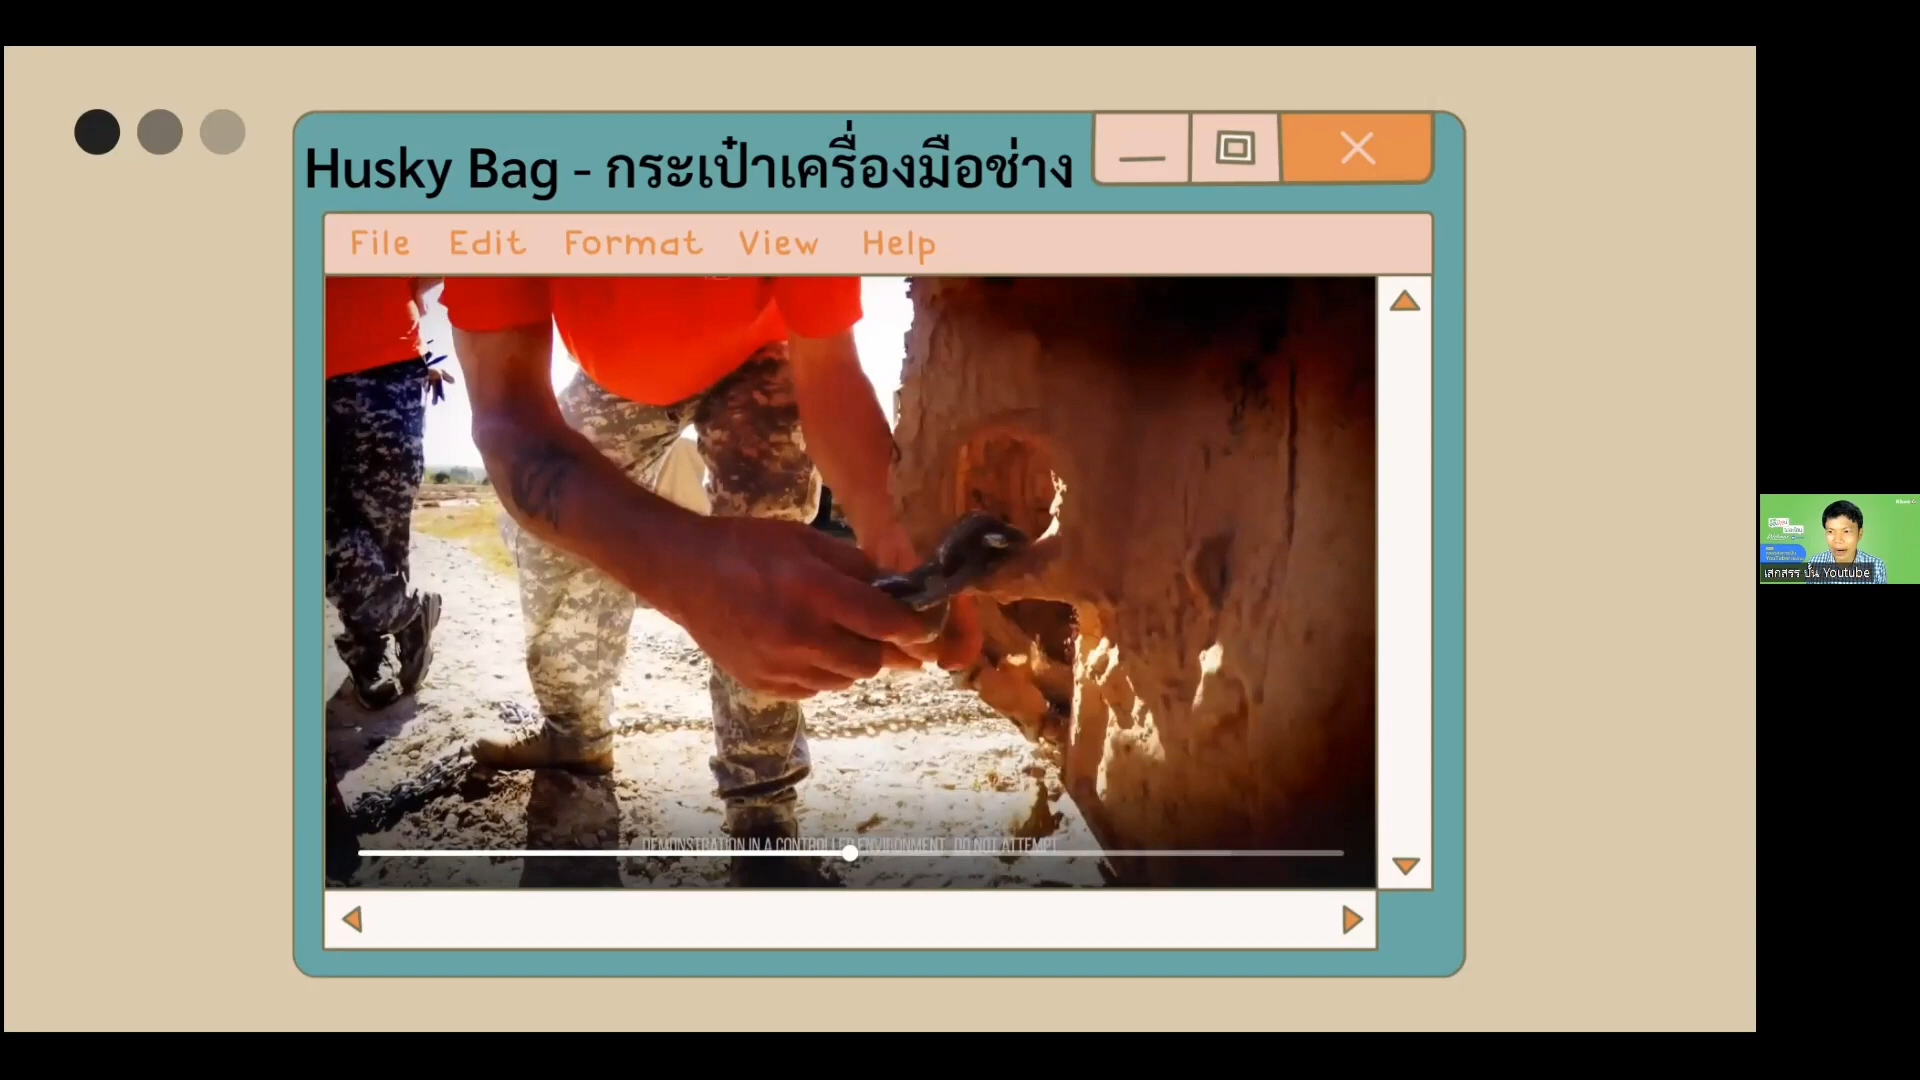 Husky Bag - กระเป๋าเครื่องมือช่าง
File Edit Format View Help
DEMONSTRATION IN A CONTROLLED ENVIRONMENT. DO NOT ATTEMPT
เสกสรร ปั้น Youtube